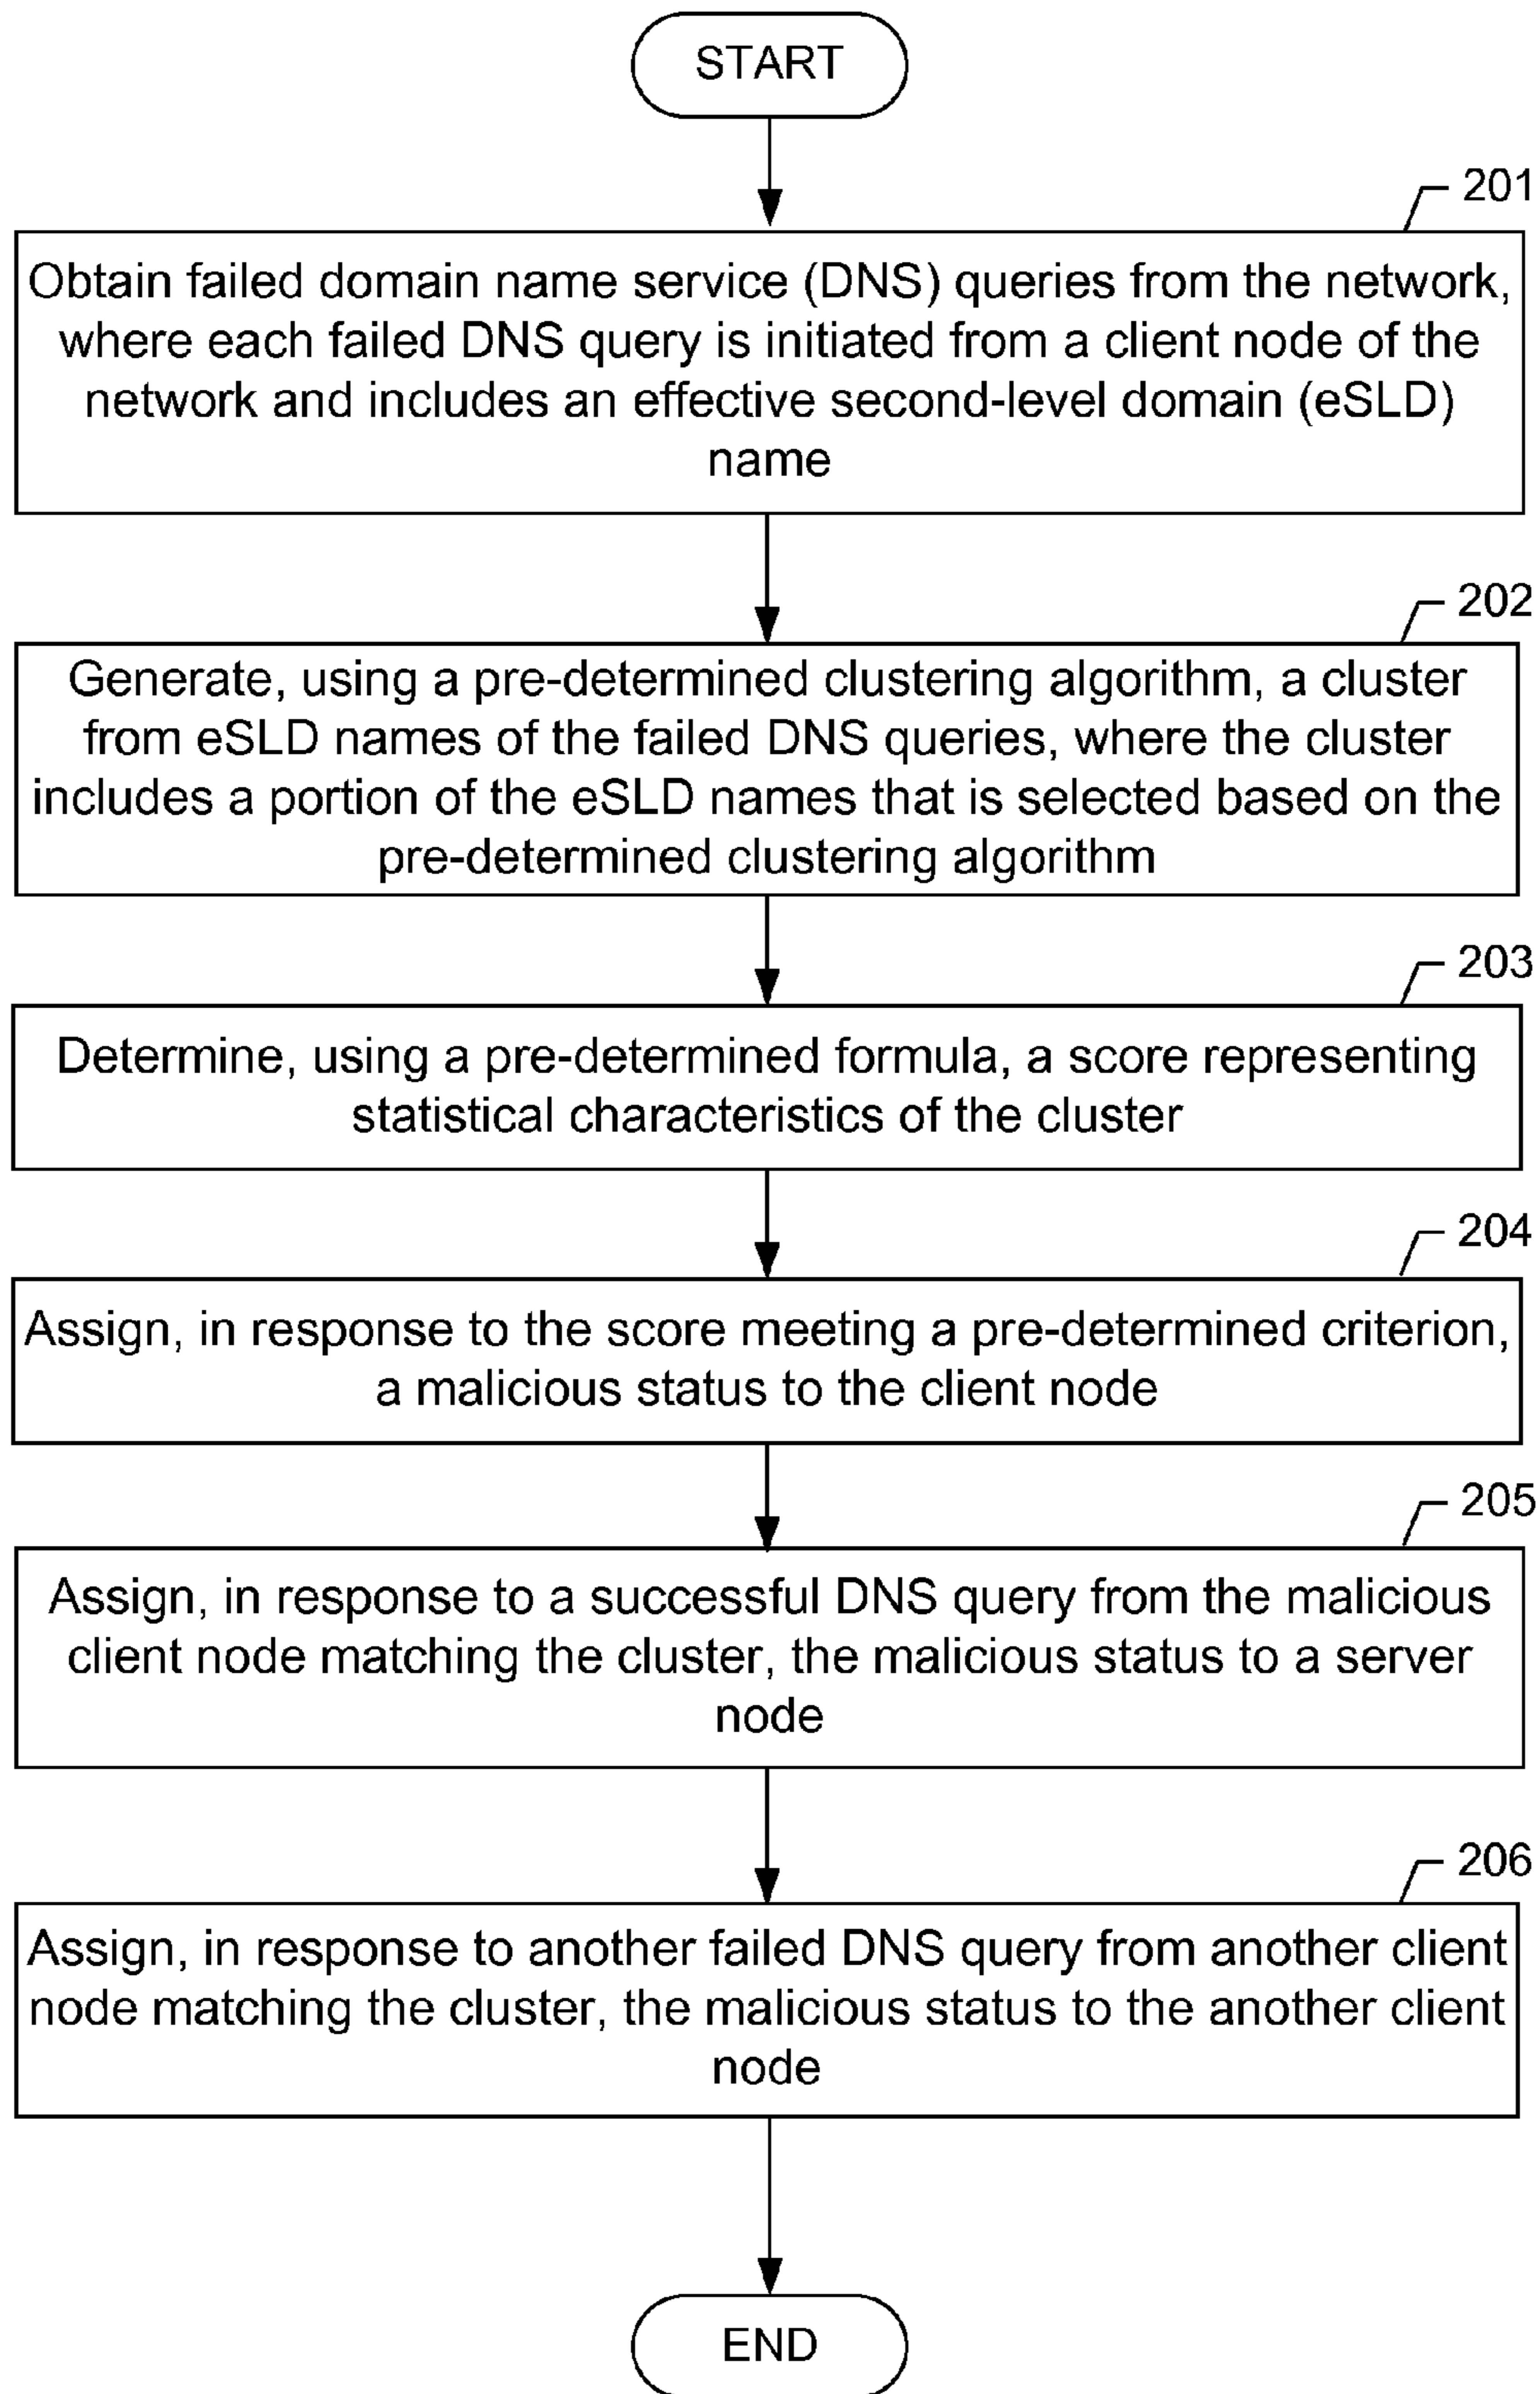 START
201
Obtain failed domain name service (DNS) queries from the network,
where each failed DNS query is initiated from a client node of the
network and includes an effective second-level domain (eSLD)
name
202
Generate, using a pre-determined clustering algorithm, a cluster
from eSLD names of the failed DNS queries, where the cluster
includes a portion of the eSLD names that is selected based on the
pre-determined clustering algorithm
203
Determine, using a pre-determined formula, a score representing
statistical characteristics of the cluster
204
Assign, in response to the score meeting a pre-determined criterion,
a malicious status to the client node
205
Assign, in response to a successful DNS query from the malicious
client node matching the cluster, the malicious status to a server
node
206
Assign, in response to another failed DNS query from another client
node matching the cluster, the malicious status to the another client
node
END